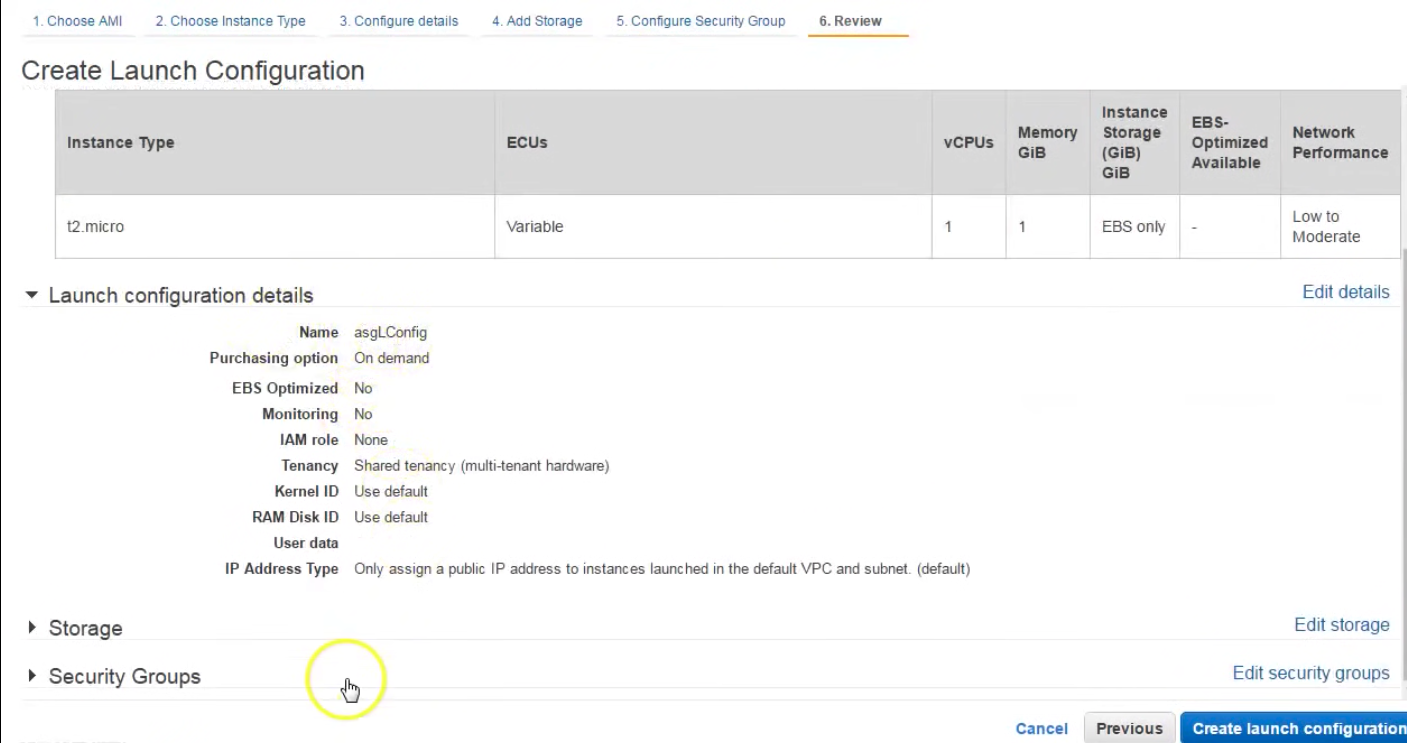 1. Choose AMI 2. Choose Instance Type 3. Configure details 4. Add Storage 5. Configure Security Group 6. Review
Create Launch Configuration
Instance Type ECUs vCPUs Memory GiB Instance Storage (GiB) GiB EBS-Optimized Available Network Performance
t2.micro Variable 1 1 EBS only - Low to Moderate
Launch configuration details Edit details
Name asgLConfig
Purchasing option On demand
EBS Optimized No
Monitoring No
IAM role None
Tenancy Shared tenancy (multi-tenant hardware)
Kernel ID Use default
RAM Disk ID Use default
User data
IP Address Type Only assign a public IP address to instances launched in the default VPC and subnet. (default)
Storage Edit storage
Security Groups Edit security groups
Cancel Previous Create launch configuration